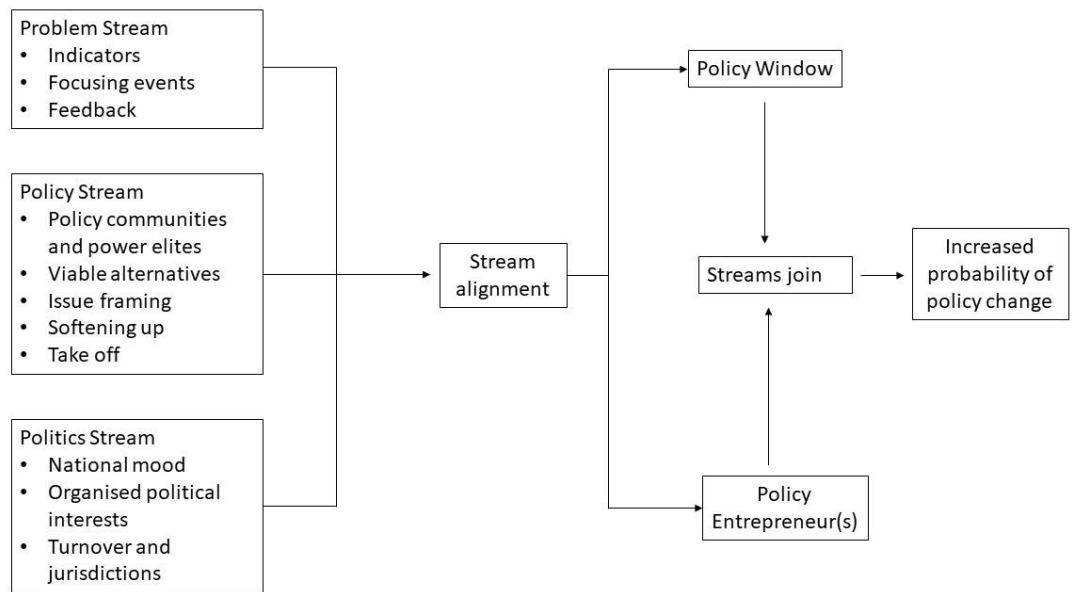 Problem Stream
• Indicators
• Focusing events
• Feedback
Policy Stream
• Policy communities
and power elites
• Viable alternatives
• Issue framing
• Softening up
• Take off
Politics Stream
• National mood
• Organised political
interests
• Turnover and
jurisdictions
Stream
alignment
Policy Window
Streams join
Policy
Entrepreneur(s)
Increased
probability of
policy change